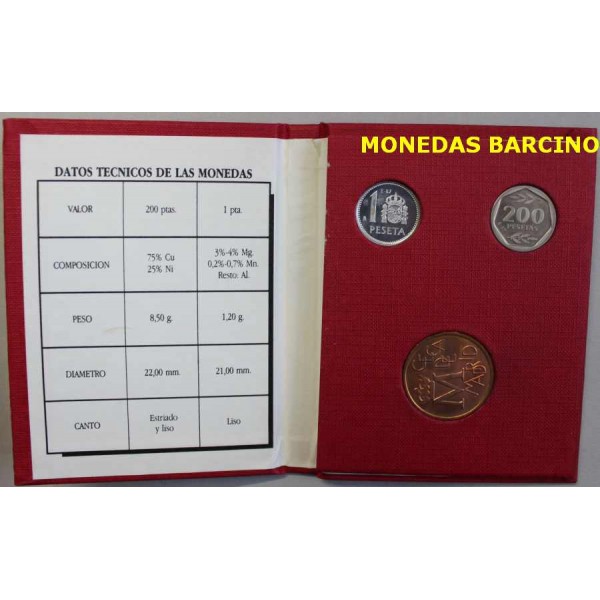 MONEDAS BARCINO
DATOS TECNICOS DE LAS MONEDAS
VALOR 200 ptas. 1 pta.
COMPOSICION 75% Cu 25% Ni 3%-4% Mg. 0,2%-0,7% Mn. Resto: Al.
PESO 8,50 g. 1,20 g.
DIAMETRO 22,00 mm. 21,00 mm.
CANTO Estriado y liso Liso
1
PESETA
200
PESETAS